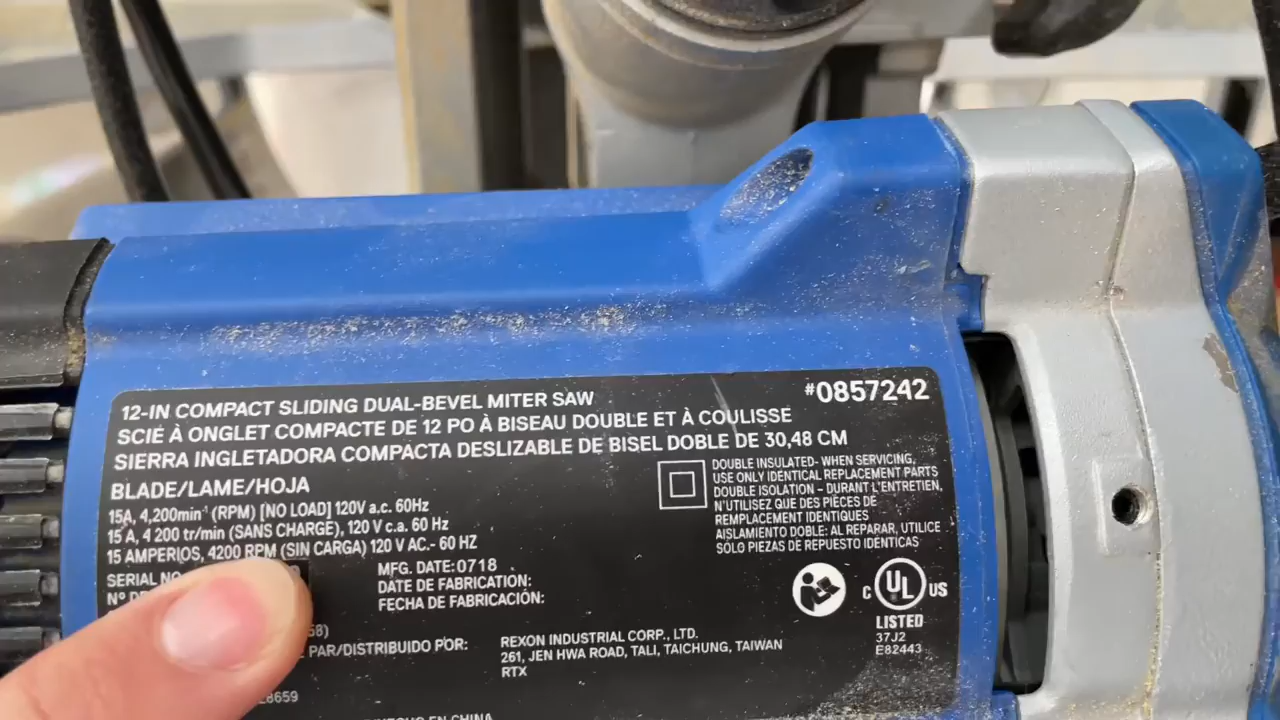 12-IN COMPACT SLIDING DUAL-BEVEL MITER SAW
#0857242
SCIE À ONGLET COMPACTE DE 12 PO À BISEAU DOUBLE ET À COULISSE
SIERRA INGLETADORA COMPACTA DESLIZABLE DE BISEL DOBLE DE 30,48 CM
BLADE/LAME/HOJA
15A, 4,200min⁻¹ (RPM) [NO LOAD] 120V a.c. 60Hz
15 A, 4 200 tr/min (SANS CHARGE), 120 V c.a. 60 Hz
15 AMPERIOS, 4200 RPM (SIN CARGA) 120 V AC.- 60 HZ
DOUBLE INSULATED- WHEN SERVICING,
USE ONLY IDENTICAL REPLACEMENT PARTS
DOUBLE ISOLATION - DURANT L'ENTRETIEN,
N'UTILISEZ QUE DES PIÈCES DE
REMPLACEMENT IDENTIQUES
AISLAMIENTO DOBLE: AL REPARAR, UTILICE
SOLO PIEZAS DE REPUESTO IDENTICAS
SERIAL NO
Nº
MFG. DATE:0718
DATE DE FABRICATION:
FECHA DE FABRICACIÓN:
C UL US
LISTED
37J2
E82443
58)
PAR/DISTRIBUIDO POR:
REXON INDUSTRIAL CORP., LTD.
261, JEN HWA ROAD, TALI, TAICHUNG, TAIWAN
RTX
8659
EN CHINA